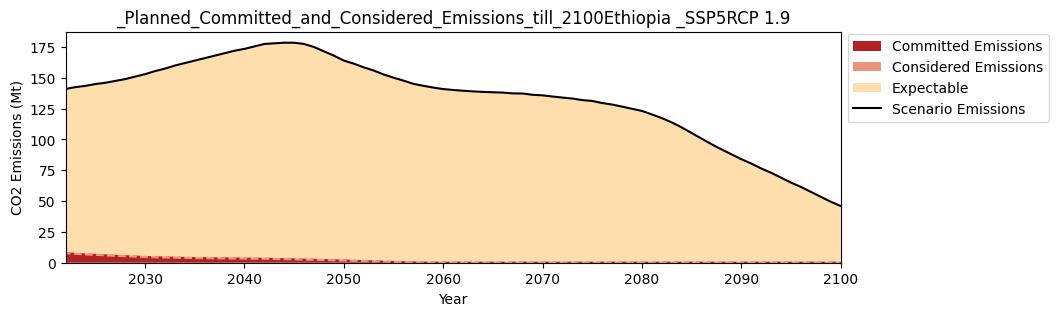 _Planned_Committed_and_Considered_Emissions_till_2100Ethiopia _SSP5RCP 1.9
CO2 Emissions (Mt)
175
150
125
100
75
50
25
0
2030 2040 2050 2060 2070 2080 2090 2100
Year
Committed Emissions
Considered Emissions
Expectable
Scenario Emissions